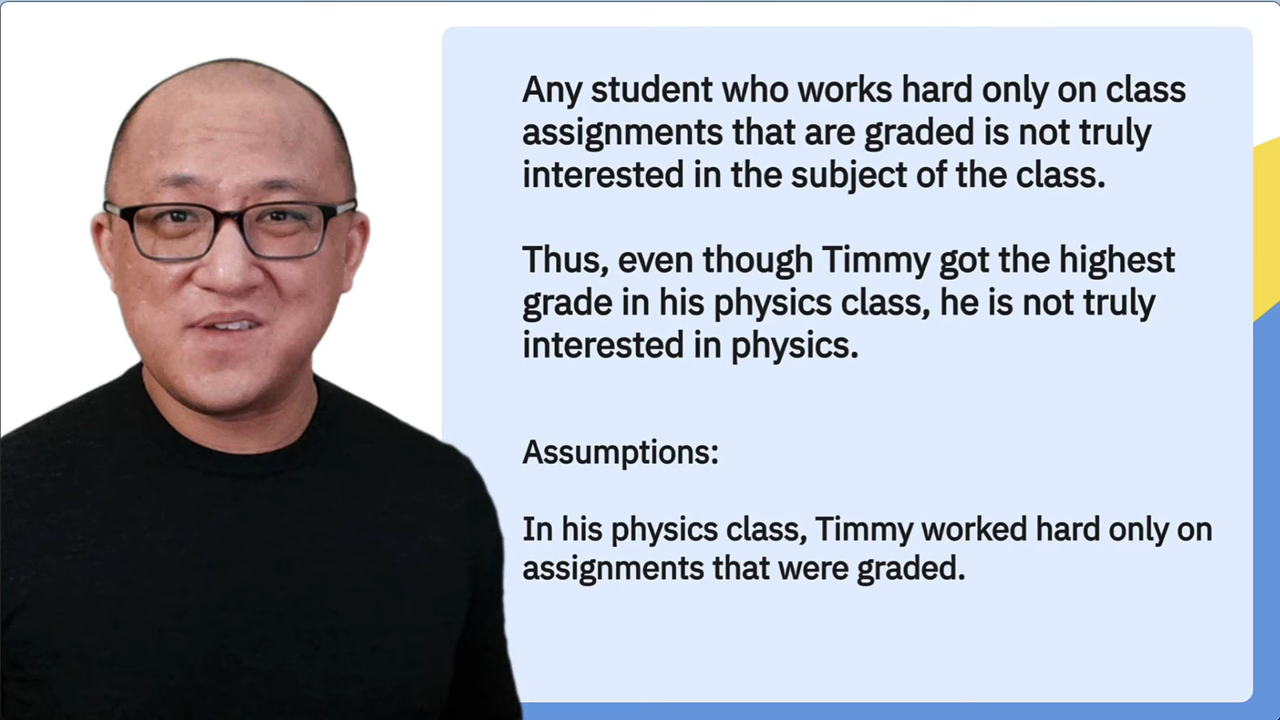 Any student who works hard only on class
assignments that are graded is not truly
interested in the subject of the class.
Thus, even though Timmy got the highest
grade in his physics class, he is not truly
interested in physics.
Assumptions:
In his physics class, Timmy worked hard only on
assignments that were graded.